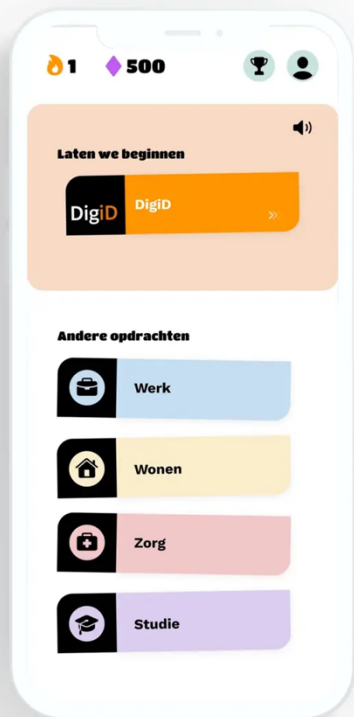 1 500
Laten we beginnen
DigiD DigiD
Andere opdrachten
Werk
Wonen
Zorg
Studie